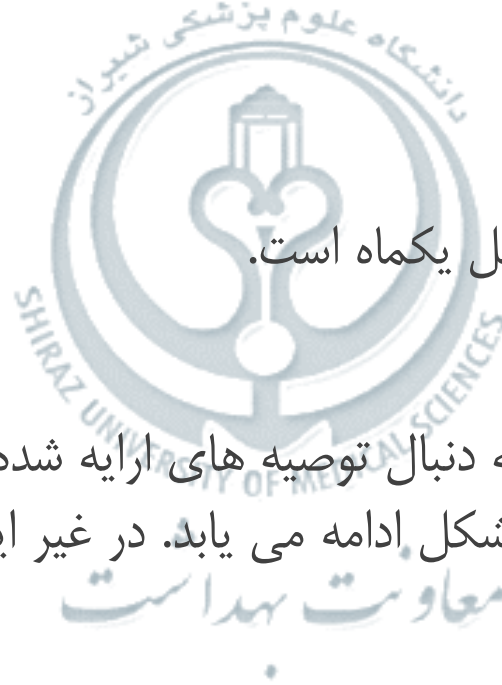 دانشگاه علوم پزشکی شیراز
ل یکماه است.
SHIRAZ UNIVERSITY OF MEDICAL SCIENCES
ه دنبال توصیه های ارایه شده
شکل ادامه می یابد. در غیر ای
معاونت بهداشت